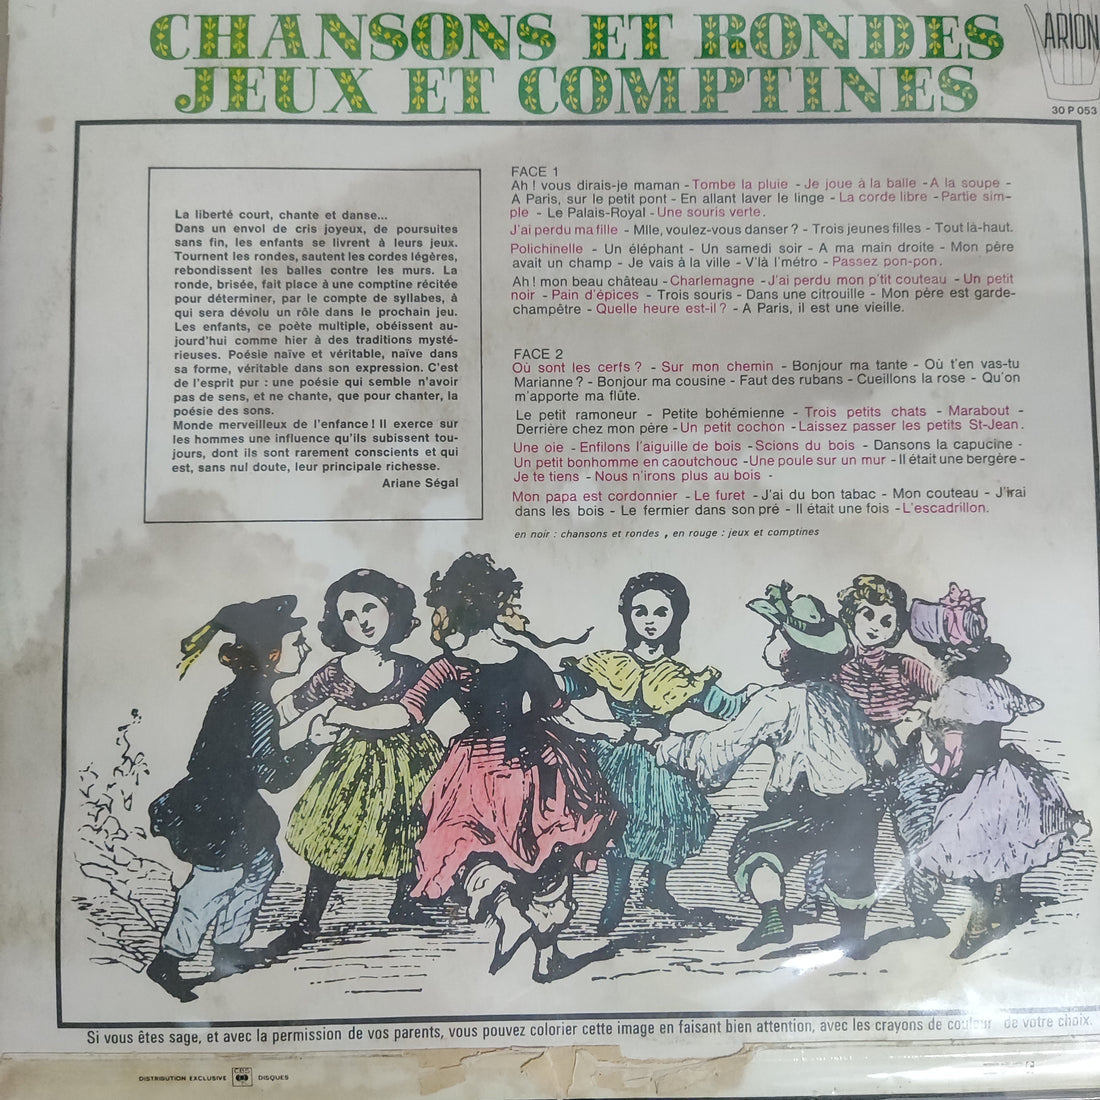 CHANSONS ET RONDES
JEUX ET COMPTINES
ARION
30 P 053
La liberté court, chante et danse...
Dans un envol de cris joyeux, de poursuites
sans fin, les enfants se livrent à leurs jeux.
Tournent les rondes, sautent les cordes légères,
rebondissent les balles contre les murs. La
ronde, brisée, fait place à une comptine récitée
pour déterminer, par le compte de syllabes, à
qui sera dévolu un rôle dans le prochain jeu.
Les enfants, ce poète multiple, obéissent au-
jourd'hui comme hier à des traditions mysté-
rieuses. Poésie naïve et véritable, naïve dans
sa forme, véritable dans son expression. C'est
de l'esprit pur : une poésie qui semble n'avoir
pas de sens, et ne chante, que pour chanter, la
poésie des sons.
Monde merveilleux de l'enfance ! Il exerce sur
les hommes une influence qu'ils subissent tou-
jours, dont ils sont rarement conscients et qui
est, sans nul doute, leur principale richesse.
Ariane Ségal
FACE 1
Ah ! vous dirais-je maman - Tombe la pluie - Je joue à la balle - A la soupe -
A Paris, sur le petit pont - En allant laver le linge - La corde libre - Partie sim-
ple - Le Palais-Royal - Une souris verte.
J'ai perdu ma fille - Mlle, voulez-vous danser ? - Trois jeunes filles - Tout là-haut.
Polichinelle - Un éléphant - Un samedi soir - A ma main droite - Mon père
avait un champ - Je vais à la ville - V'là l'métro - Passez pon-pon.
Ah ! mon beau château - Charlemagne - J'ai perdu mon p'tit couteau - Un petit
noir - Pain d'épices - Trois souris - Dans une citrouille - Mon père est garde-
champêtre - Quelle heure est-il ? - A Paris, il est une vieille.
FACE 2
Où sont les cerfs ? - Sur mon chemin - Bonjour ma tante - Où t'en vas-tu
Marianne ? - Bonjour ma cousine - Faut des rubans - Cueillons la rose - Qu'on
m'apporte ma flûte.
Le petit ramoneur - Petite bohémienne - Trois petits chats - Marabout -
Derrière chez mon père - Un petit cochon - Laissez passer les petits St-Jean.
Une oie - Enfilons l'aiguille de bois - Scions du bois - Dansons la capucine -
Un petit bonhomme en caoutchouc - Une poule sur un mur - Il était une bergère -
Je te tiens - Nous n'irons plus au bois -
Mon papa est cordonnier - Le furet - J'ai du bon tabac - Mon couteau - J'irai
dans les bois - Le fermier dans son pré - Il était une fois - L'escadrillon.
en noir : chansons et rondes , en rouge : jeux et comptines
Si vous êtes sage, et avec la permission de vos parents, vous pouvez colorier cette image en faisant bien attention, avec les crayons de couleur de votre choix.
DISTRIBUTION EXCLUSIVE CBS DISQUES